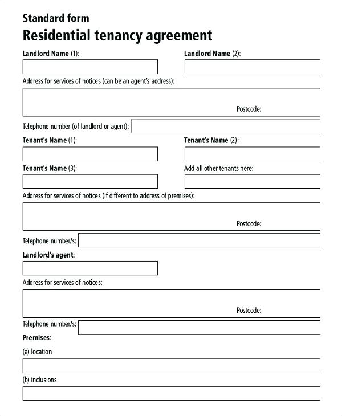 Standard form
Residential tenancy agreement
Landlord Name (1): Landlord Name (2):
Address for services of notices (can be an agent's address):
Postcode:
Telephone number (of landlord or agent):
Tenant's Name (1) Tenant's Name (2)
Tenant's Name (3) Add all other tenants here:
Address for services of notices (if different to address of premises):
Postcode:
Telephone number/s:
Landlord's agent:
Address for services of notices:
Postcode:
Telephone number/s:
Premises:
(a) location
(b) inclusions